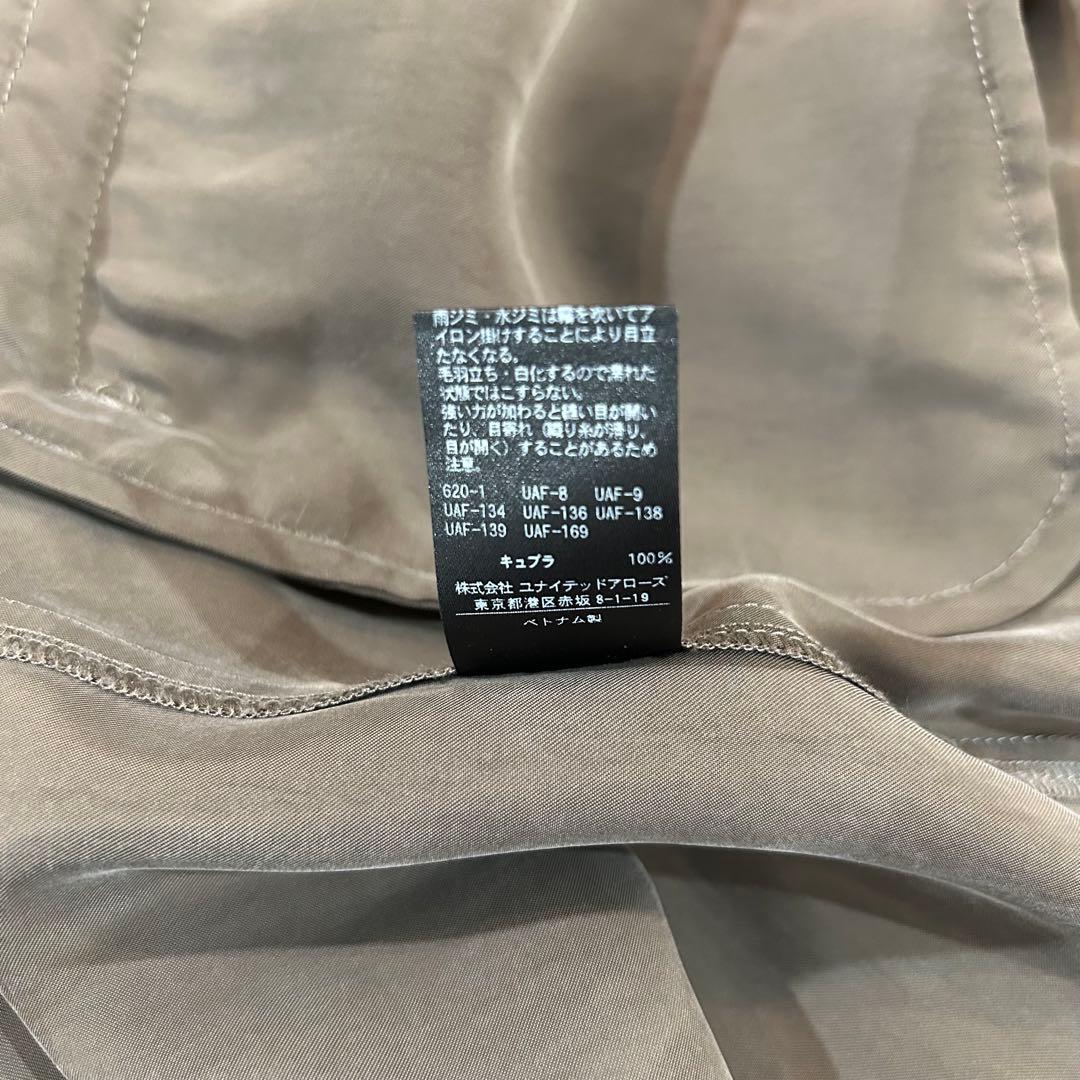 雨ジミ・水ジミは霧を吹いてア
イロン掛けすることにより目立
たなくなる。
毛羽立ち・白化するので濡れた
状態ではこすらない。
強い力が加わると縫い目が開い
たり、目寄れ（織り糸が滑り、
目が開く）することがあるため
注意。
620-1 UAF-8 UAF-9
UAF-134 UAF-136 UAF-138
UAF-139 UAF-169
キュプラ 100%
株式会社 ユナイテッドアローズ
東京都港区赤坂 8-1-19
ベトナム製